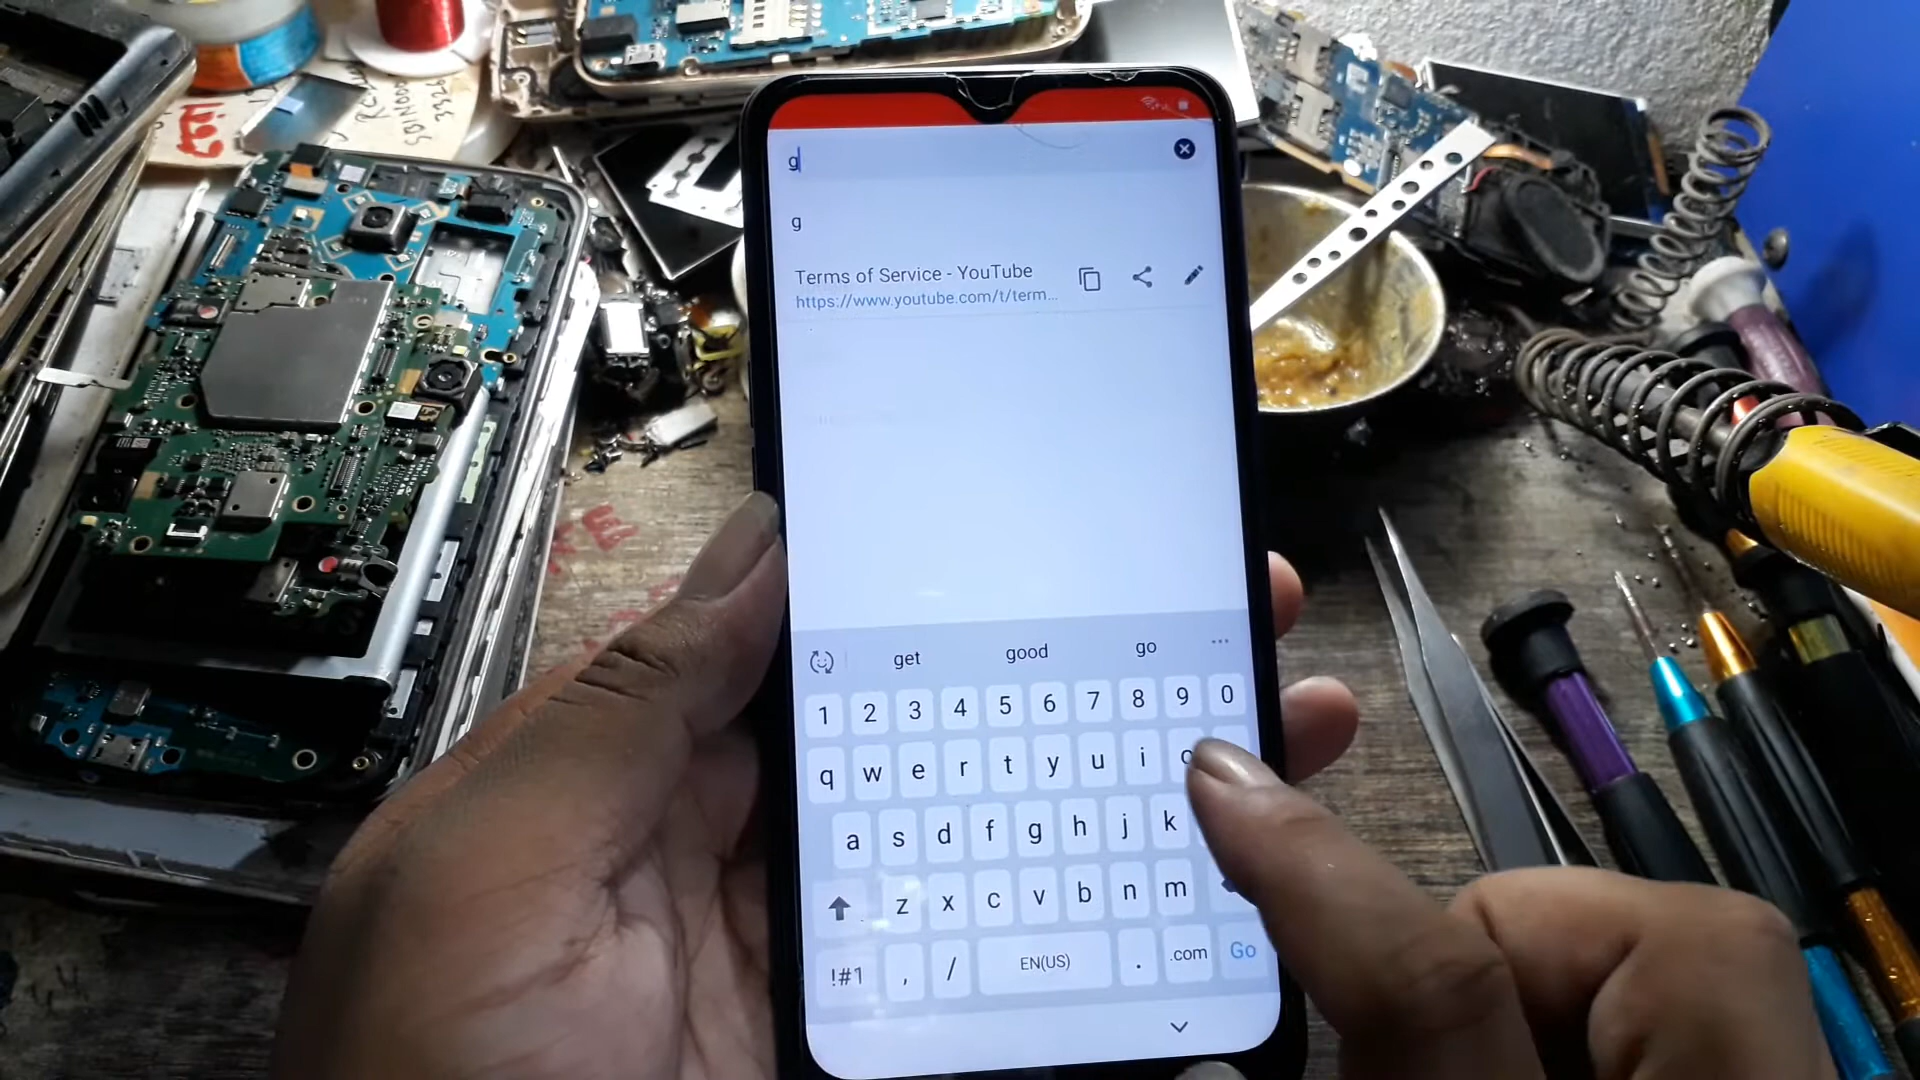 g
g
Terms of Service - YouTube
https://www.youtube.com/t/term...
get good go ...
1 2 3 4 5 6 7 8 9 0
q w e r t y u i o
a s d f g h j k
z x c v b n m
!#1 , / EN(US) . .com Go